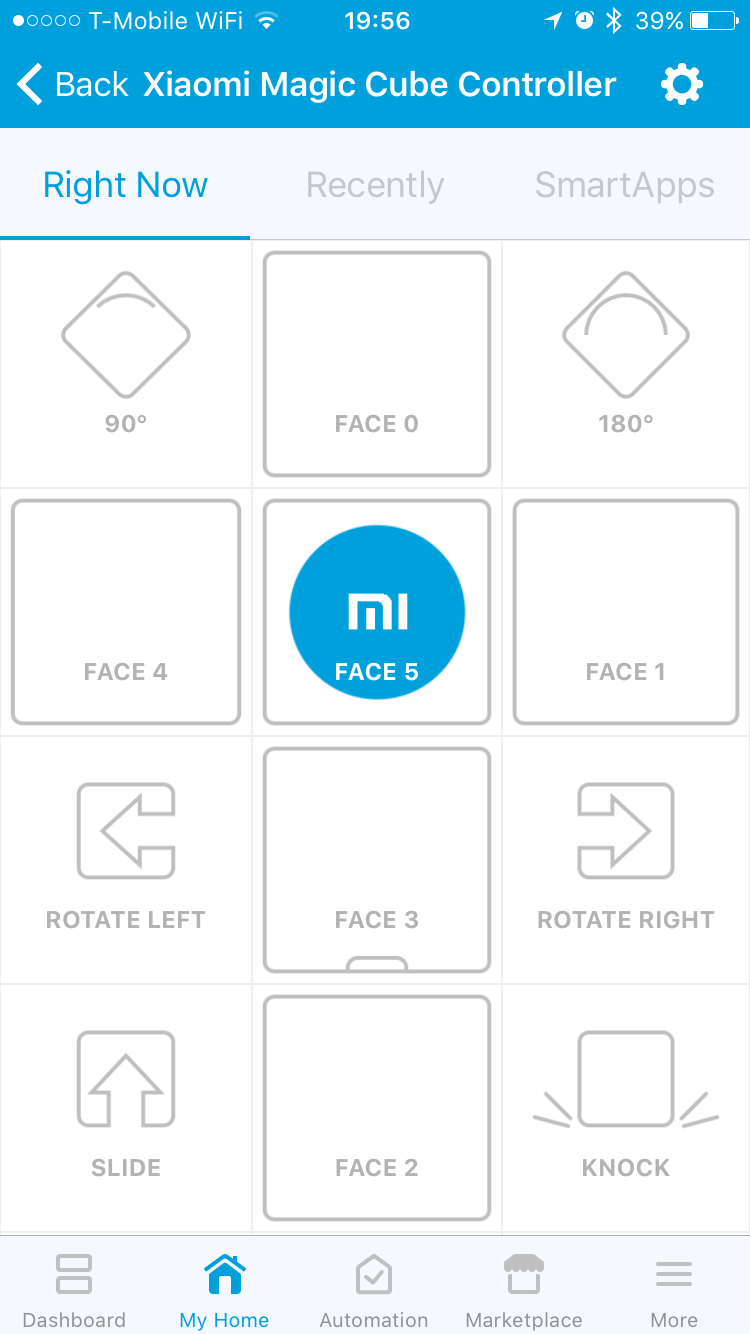 T-Mobile WiFi 19:56 39%
Back Xiaomi Magic Cube Controller
Right Now Recently SmartApps
90° FACE 0 180°
mi
FACE 4 FACE 5 FACE 1
ROTATE LEFT FACE 3 ROTATE RIGHT
SLIDE FACE 2 KNOCK
Dashboard My Home Automation Marketplace More